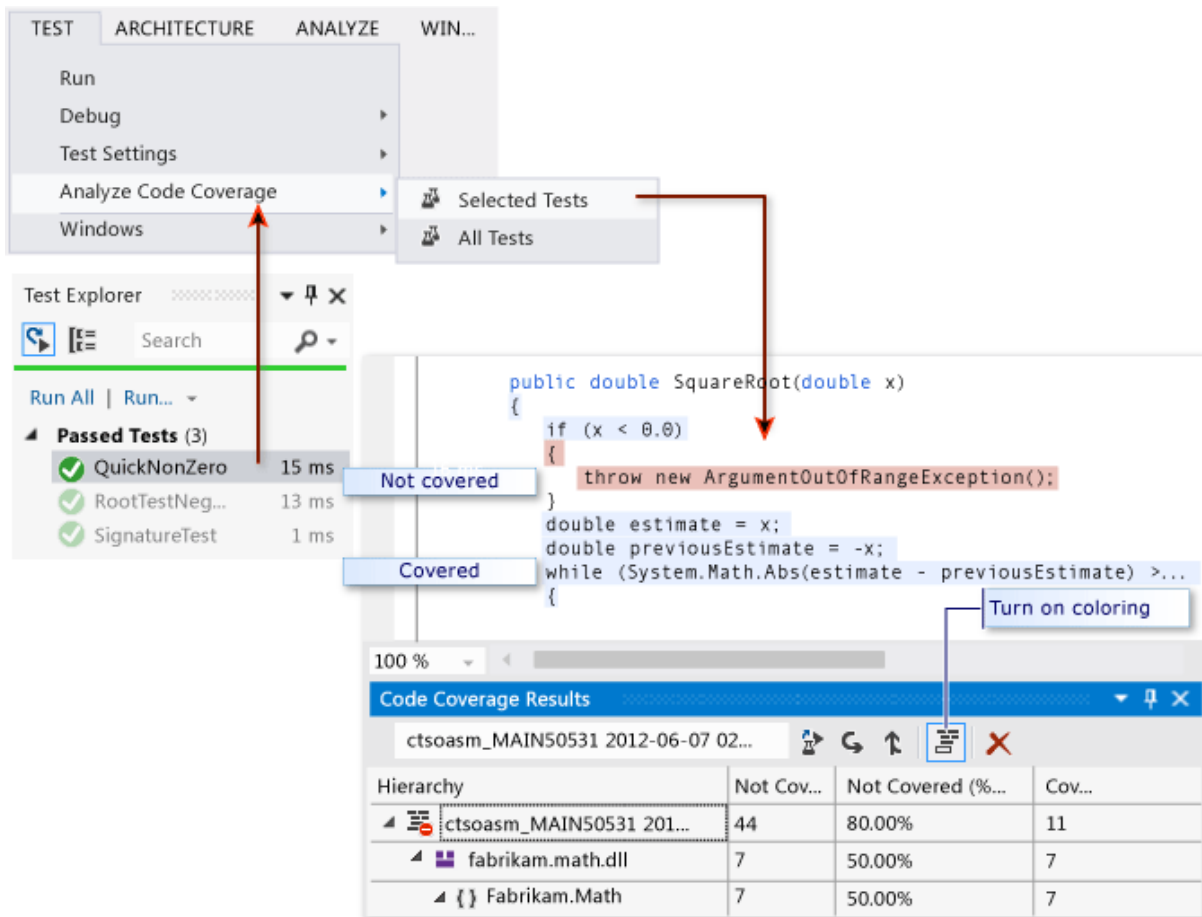 TEST ARCHITECTURE ANALYZE WIN...
Run
Debug
Test Settings
Analyze Code Coverage
Windows
Selected Tests
All Tests
Test Explorer
Search
Run All | Run...
Passed Tests (3)
QuickNonZero 15 ms
RootTestNeg... 13 ms
SignatureTest 1 ms
Not covered
Covered
public double SquareRoot(double x)
{
if (x < 0.0)
{
throw new ArgumentOutOfRangeException();
}
double estimate = x;
double previousEstimate = -x;
while (System.Math.Abs(estimate - previousEstimate) >...
{
Turn on coloring
100 %
Code Coverage Results
ctsoasm_MAIN50531 2012-06-07 02...
Hierarchy Not Cov... Not Covered (%... Cov...
ctsoasm_MAIN50531 201... 44 80.00% 11
fabrikam.math.dll 7 50.00% 7
{ } Fabrikam.Math 7 50.00% 7